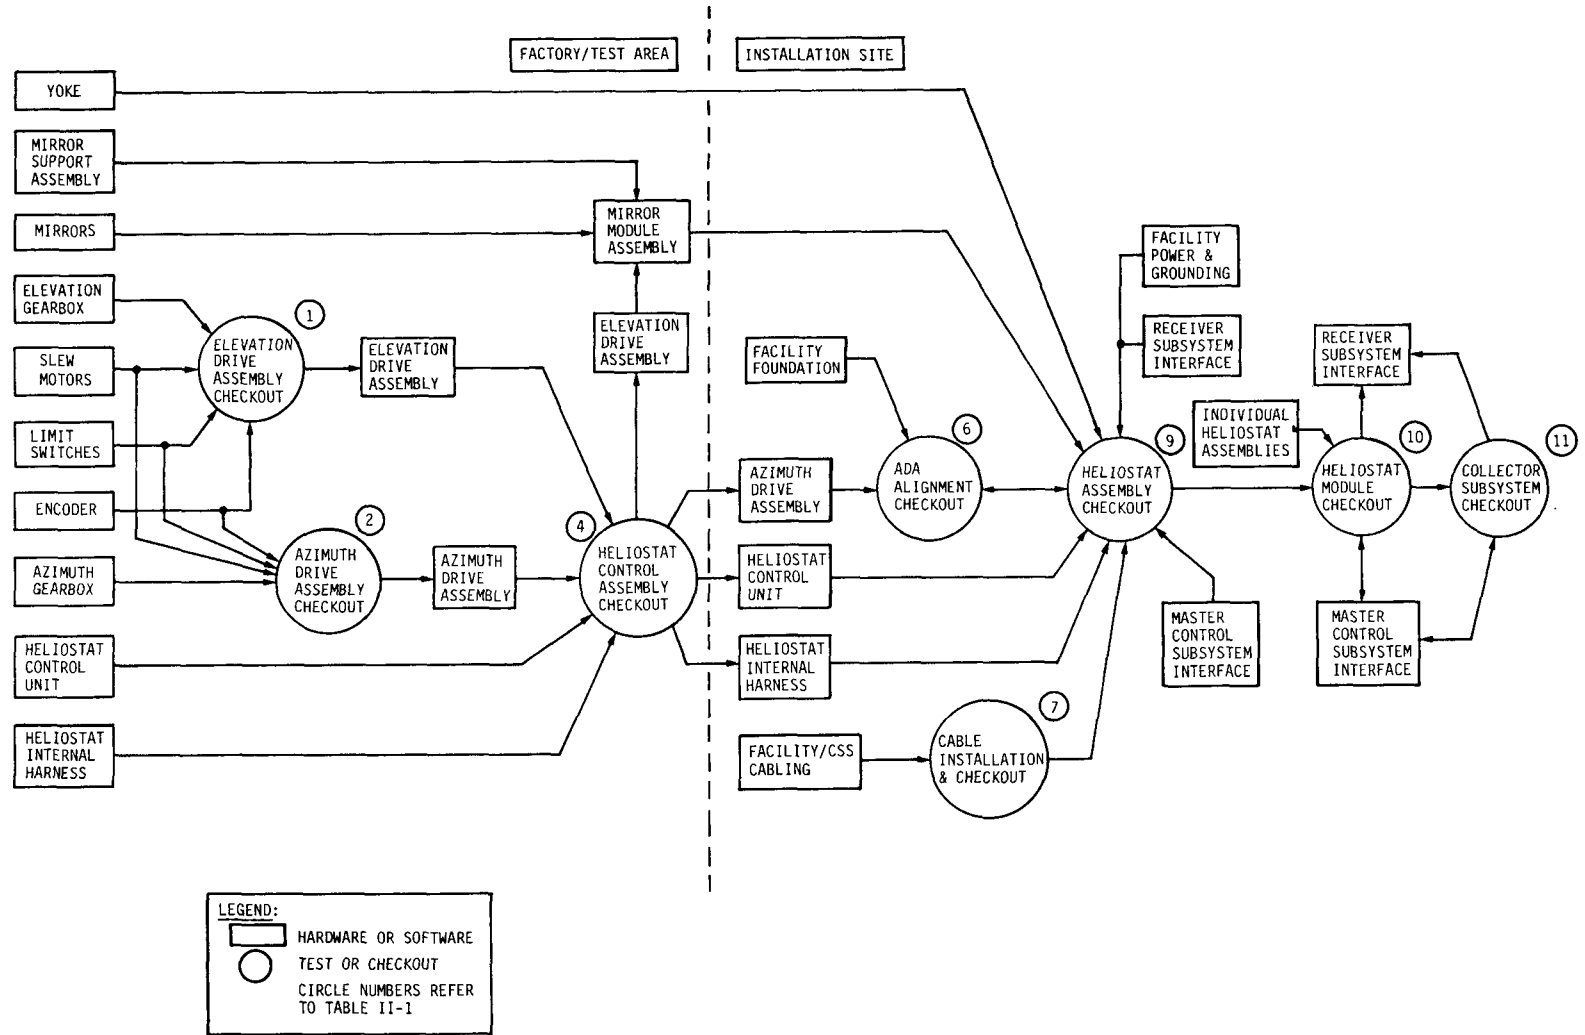 FACTORY/TEST AREA
INSTALLATION SITE
YOKE
MIRROR
SUPPORT
ASSEMBLY
MIRRORS
MIRROR
MODULE
ASSEMBLY
FACILITY
POWER &
GROUNDING
ELEVATION
GEARBOX
1
ELEVATION
DRIVE
ASSEMBLY
CHECKOUT
ELEVATION
DRIVE
ASSEMBLY
ELEVATION
DRIVE
ASSEMBLY
FACILITY
FOUNDATION
RECEIVER
SUBSYSTEM
INTERFACE
RECEIVER
SUBSYSTEM
INTERFACE
SLEW
MOTORS
LIMIT
SWITCHES
INDIVIDUAL
HELIOSTAT
ASSEMBLIES
6
ADA
ALIGNMENT
CHECKOUT
9
HELIOSTAT
ASSEMBLY
CHECKOUT
10
HELIOSTAT
MODULE
CHECKOUT
11
COLLECTOR
SUBSYSTEM
CHECKOUT
ENCODER
AZIMUTH
DRIVE
ASSEMBLY
2
AZIMUTH
DRIVE
ASSEMBLY
CHECKOUT
AZIMUTH
DRIVE
ASSEMBLY
4
HELIOSTAT
CONTROL
ASSEMBLY
CHECKOUT
HELIOSTAT
CONTROL
UNIT
AZIMUTH
GEARBOX
HELIOSTAT
CONTROL
UNIT
HELIOSTAT
INTERNAL
HARNESS
MASTER
CONTROL
SUBSYSTEM
INTERFACE
MASTER
CONTROL
SUBSYSTEM
INTERFACE
HELIOSTAT
INTERNAL
HARNESS
FACILITY/CSS
CABLING
7
CABLE
INSTALLATION
& CHECKOUT
LEGEND:
HARDWARE OR SOFTWARE
TEST OR CHECKOUT
CIRCLE NUMBERS REFER
TO TABLE II-1